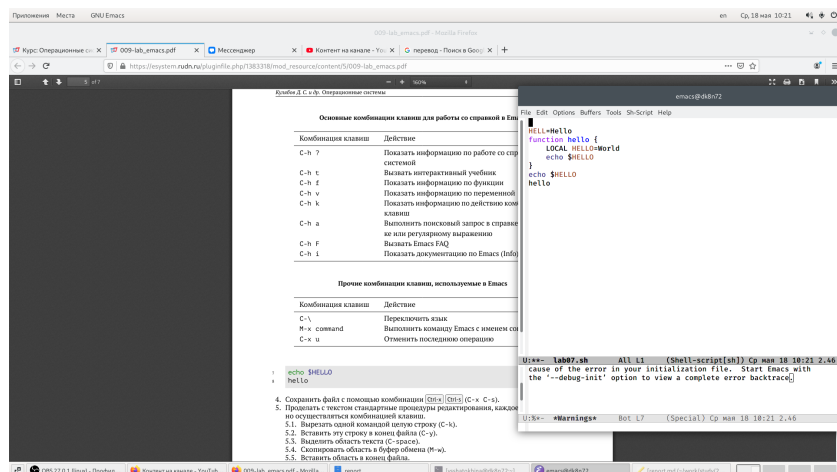 Приложения Места GNU Emacs en Ср, 18 мая 10:21
009-lab_emacs.pdf - Mozilla Firefox
Курс: Операционные си
009-lab_emacs.pdf
Мессенджер
Контент на канале - You
перевод - Поиск в Goog
https://esystem.rudn.ru/pluginfile.php/1383318/mod_resource/content/5/009-lab_emacs.pdf
5 из 7 160%
Кулябов Д. С. и др. Операционные системы
Основные комбинации клавиш для работы со справкой в Ema
Комбинация клавиш Действие
C-h ? Показать информацию по работе со спр
системой
C-h t Вызвать интерактивный учебник
C-h f Показать информацию по функции
C-h v Показать информацию по переменной
C-h k Показать информацию по действию ком
клавиш
C-h a Выполнить поисковый запрос в справке
ке или регулярному выражению
C-h F Вызвать Emacs FAQ
C-h i Показать документацию по Emacs (Info)
Прочие комбинации клавиш, используемые в Emacs
Комбинация клавиш Действие
C-\ Переключить язык
M-x command Выполнить команду Emacs с именем co
C-x u Отменить последнюю операцию
echo $HELLO
hello
4. Сохранить файл с помощью комбинации Ctrl-x Ctrl-s (C-x C-s).
5. Проделать с текстом стандартные процедуры редактирования, каждое
но осуществляться комбинацией клавиш.
5.1. Вырезать одной командой целую строку (C-k).
5.2. Вставить эту строку в конец файла (C-y).
5.3. Выделить область текста (C-space).
5.4. Скопировать область в буфер обмена (M-w).
5.5. Вставить область в конец файла.
emacs@dk8n72
File Edit Options Buffers Tools Sh-Script Help
HELL=Hello
function hello {
LOCAL HELLO=World
echo $HELLO
}
echo $HELLO
hello
U:**- lab07.sh All L1 (Shell-script[sh]) Ср мая 18 10:21 2.46
cause of the error in your initialization file. Start Emacs with
the '--debug-init' option to view a complete error backtrace.
U:%*- *Warnings* Bot L7 (Special) Ср мая 18 10:21 2.46
OBS 27.0.1 (linux) - Профил
Контент на канале - YouTub
009-lab_emacs.pdf - Mozilla
report
emacs@dk8n72